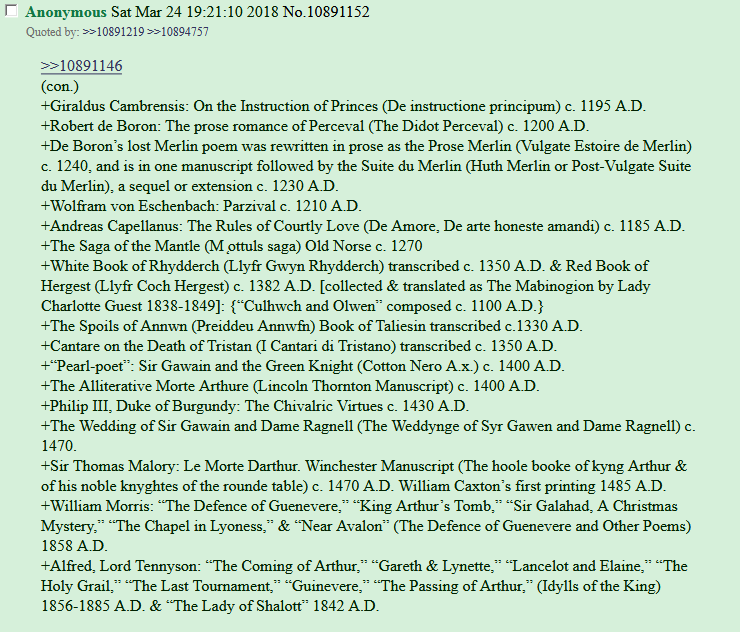 Anonymous Sat Mar 24 19:21:10 2018 No.10891152
Quoted by: >>10891219 >>10894757
>>10891146
(con.)
+Giraldus Cambrensis: On the Instruction of Princes (De instructione principum) c. 1195 A.D.
+Robert de Boron: The prose romance of Perceval (The Didot Perceval) c. 1200 A.D.
+De Boron’s lost Merlin poem was rewritten in prose as the Prose Merlin (Vulgate Estoire de Merlin)
c. 1240, and is in one manuscript followed by the Suite du Merlin (Huth Merlin or Post-Vulgate Suite
du Merlin), a sequel or extension c. 1230 A.D.
+Wolfram von Eschenbach: Parzival c. 1210 A.D.
+Andreas Capellanus: The Rules of Courtly Love (De Amore, De arte honeste amandi) c. 1185 A.D.
+The Saga of the Mantle (M ̨ottuls saga) Old Norse c. 1270
+White Book of Rhydderch (Llyfr Gwyn Rhydderch) transcribed c. 1350 A.D. & Red Book of
Hergest (Llyfr Coch Hergest) c. 1382 A.D. [collected & translated as The Mabinogion by Lady
Charlotte Guest 1838-1849]: {“Culhwch and Olwen” composed c. 1100 A.D.}
+The Spoils of Annwn (Preiddeu Annwfn) Book of Taliesin transcribed c.1330 A.D.
+Cantare on the Death of Tristan (I Cantari di Tristano) transcribed c. 1350 A.D.
+“Pearl-poet”: Sir Gawain and the Green Knight (Cotton Nero A.x.) c. 1400 A.D.
+The Alliterative Morte Arthure (Lincoln Thornton Manuscript) c. 1400 A.D.
+Philip III, Duke of Burgundy: The Chivalric Virtues c. 1430 A.D.
+The Wedding of Sir Gawain and Dame Ragnell (The Weddynge of Syr Gawen and Dame Ragnell) c.
1470.
+Sir Thomas Malory: Le Morte Darthur. Winchester Manuscript (The hoole booke of kyng Arthur &
of his noble knyghtes of the rounde table) c. 1470 A.D. William Caxton’s first printing 1485 A.D.
+William Morris: “The Defence of Guenevere,” “King Arthur’s Tomb,” “Sir Galahad, A Christmas
Mystery,” “The Chapel in Lyoness,” & “Near Avalon” (The Defence of Guenevere and Other Poems)
1858 A.D.
+Alfred, Lord Tennyson: “The Coming of Arthur,” “Gareth & Lynette,” “Lancelot and Elaine,” “The
Holy Grail,” “The Last Tournament,” “Guinevere,” “The Passing of Arthur,” (Idylls of the King)
1856-1885 A.D. & “The Lady of Shalott” 1842 A.D.